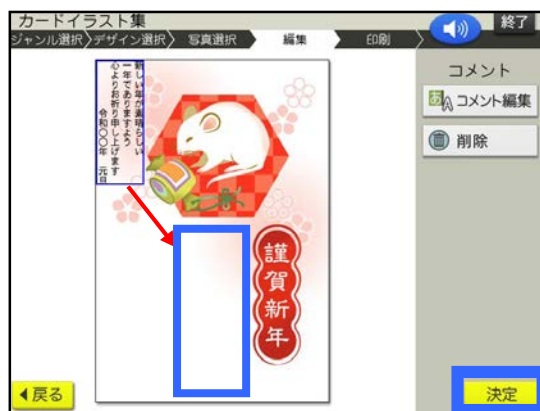 カードイラスト集
終了
ジャンル選択
デザイン選択
写真選択
編集
印刷
コメント
あA コメント編集
削除
新しい年が素晴らしい
一年でありますよう
心よりお祈り申し上げます
令和〇〇年 元旦
謹賀新年
戻る
決定